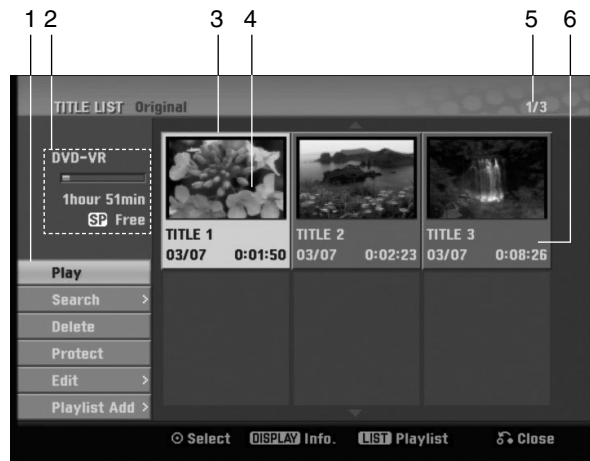 1 2 3 4 5 6
TITLE LIST Original 1/3
DVD-VR
1hour 51min
SP Free
TITLE 1
03/07 0:01:50
TITLE 2
03/07 0:02:23
TITLE 3
03/07 0:08:26
Play
Search >
Delete
Protect
Edit >
Playlist Add >
Select DISPLAY Info. LIST Playlist Close